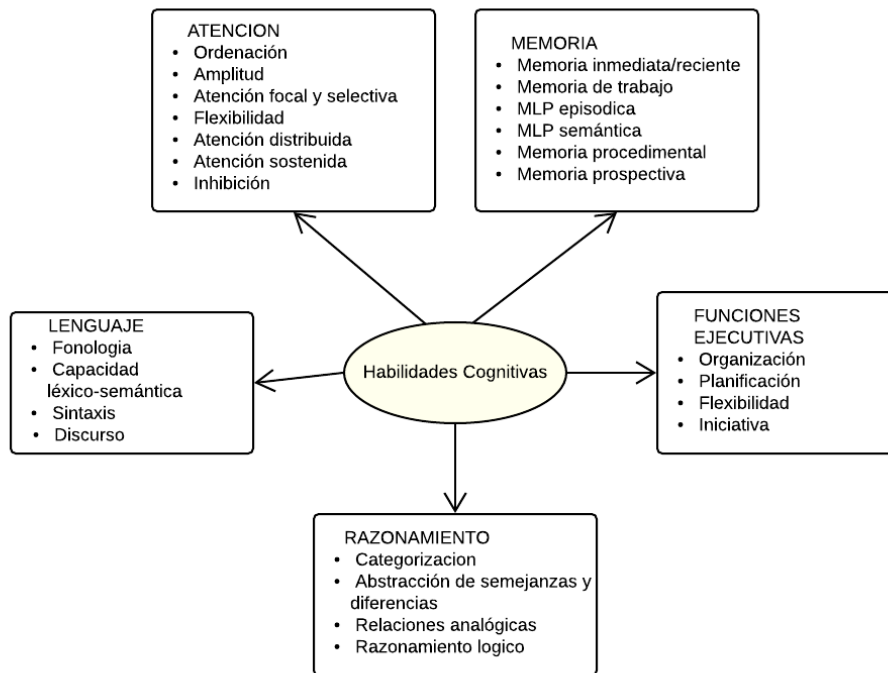 ATENCION
• Ordenación
• Amplitud
• Atención focal y selectiva
• Flexibilidad
• Atención distribuida
• Atención sostenida
• Inhibición
MEMORIA
• Memoria inmediata/reciente
• Memoria de trabajo
• MLP episodica
• MLP semántica
• Memoria procedimental
• Memoria prospectiva
LENGUAJE
• Fonologia
• Capacidad
léxico-semántica
• Sintaxis
• Discurso
Habilidades Cognitivas
FUNCIONES
EJECUTIVAS
• Organización
• Planificación
• Flexibilidad
• Iniciativa
RAZONAMIENTO
• Categorizacion
• Abstracción de semejanzas y
diferencias
• Relaciones analógicas
• Razonamiento logico